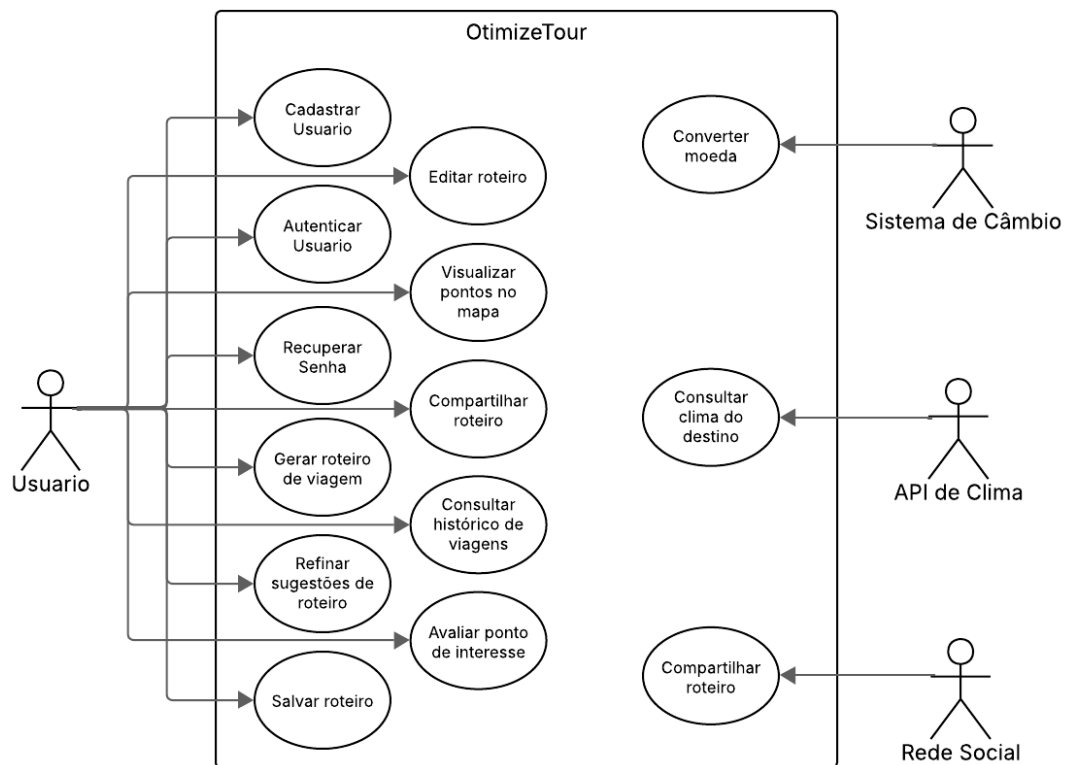 OtimizeTour
Cadastrar
Usuario
Editar roteiro
Autenticar
Usuario
Visualizar
pontos no
mapa
Recuperar
Senha
Compartilhar
roteiro
Gerar roteiro
de viagem
Consultar
histórico de
viagens
Refinar
sugestões de
roteiro
Avaliar ponto
de interesse
Salvar roteiro
Usuario
Converter
moeda
Sistema de Câmbio
Consultar
clima do
destino
API de Clima
Compartilhar
roteiro
Rede Social